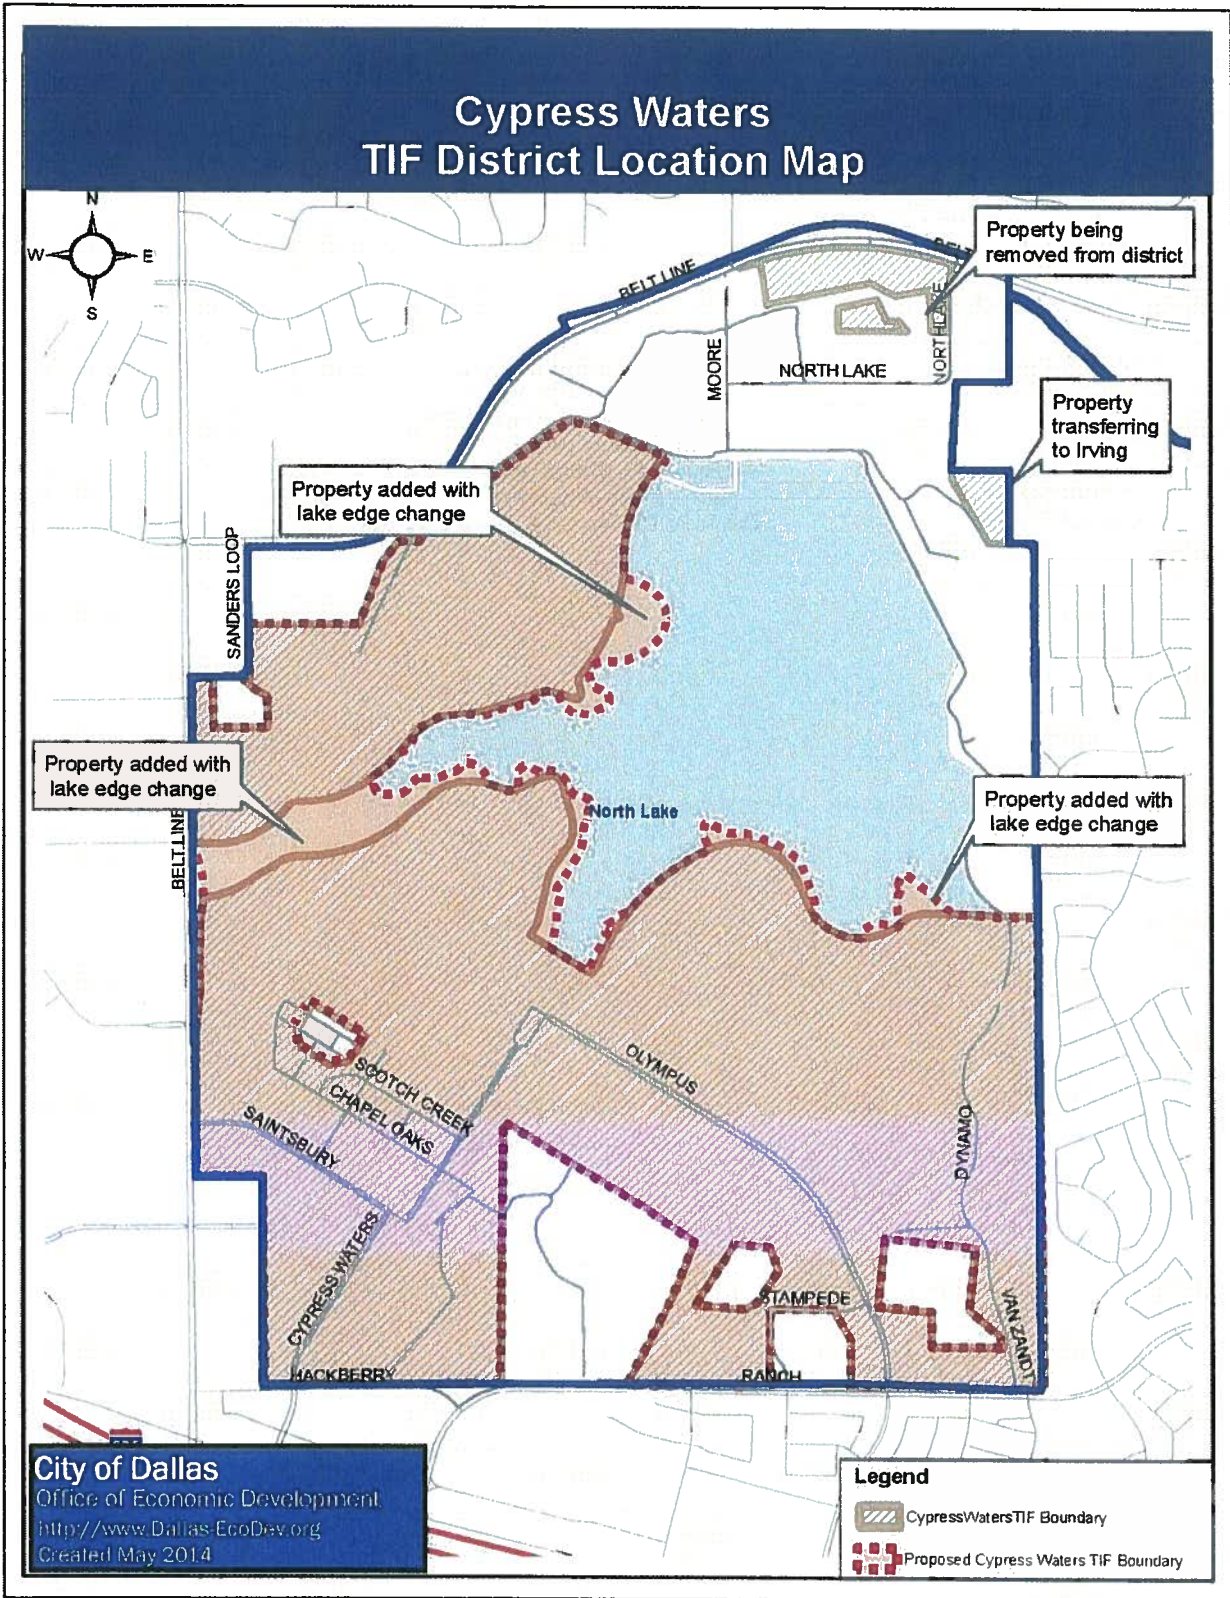 Cypress Waters
TIF District Location Map
N
W
E
S
Property being
removed from district
BELT LINE
BELT
NORTHLAKE
MOORE
NORTH LAKE
Property
transferring
to Irving
Property added with
lake edge change
SANDERS LOOP
Property added with
lake edge change
North Lake
Property added with
lake edge change
BELT LINE
OLYMPUS
SCOTCH CREEK
CHAPEL OAKS
SAINTSBURY
DYNAMO
CYPRESS WATERS
STAMPEDE
VAN ZANDT
HACKBERRY
RANCH
City of Dallas
Office of Economic Development
http://www.Dallas-EcoDev.org
Created May 2014
Legend
CypressWatersTIF Boundary
Proposed Cypress Waters TIF Boundary